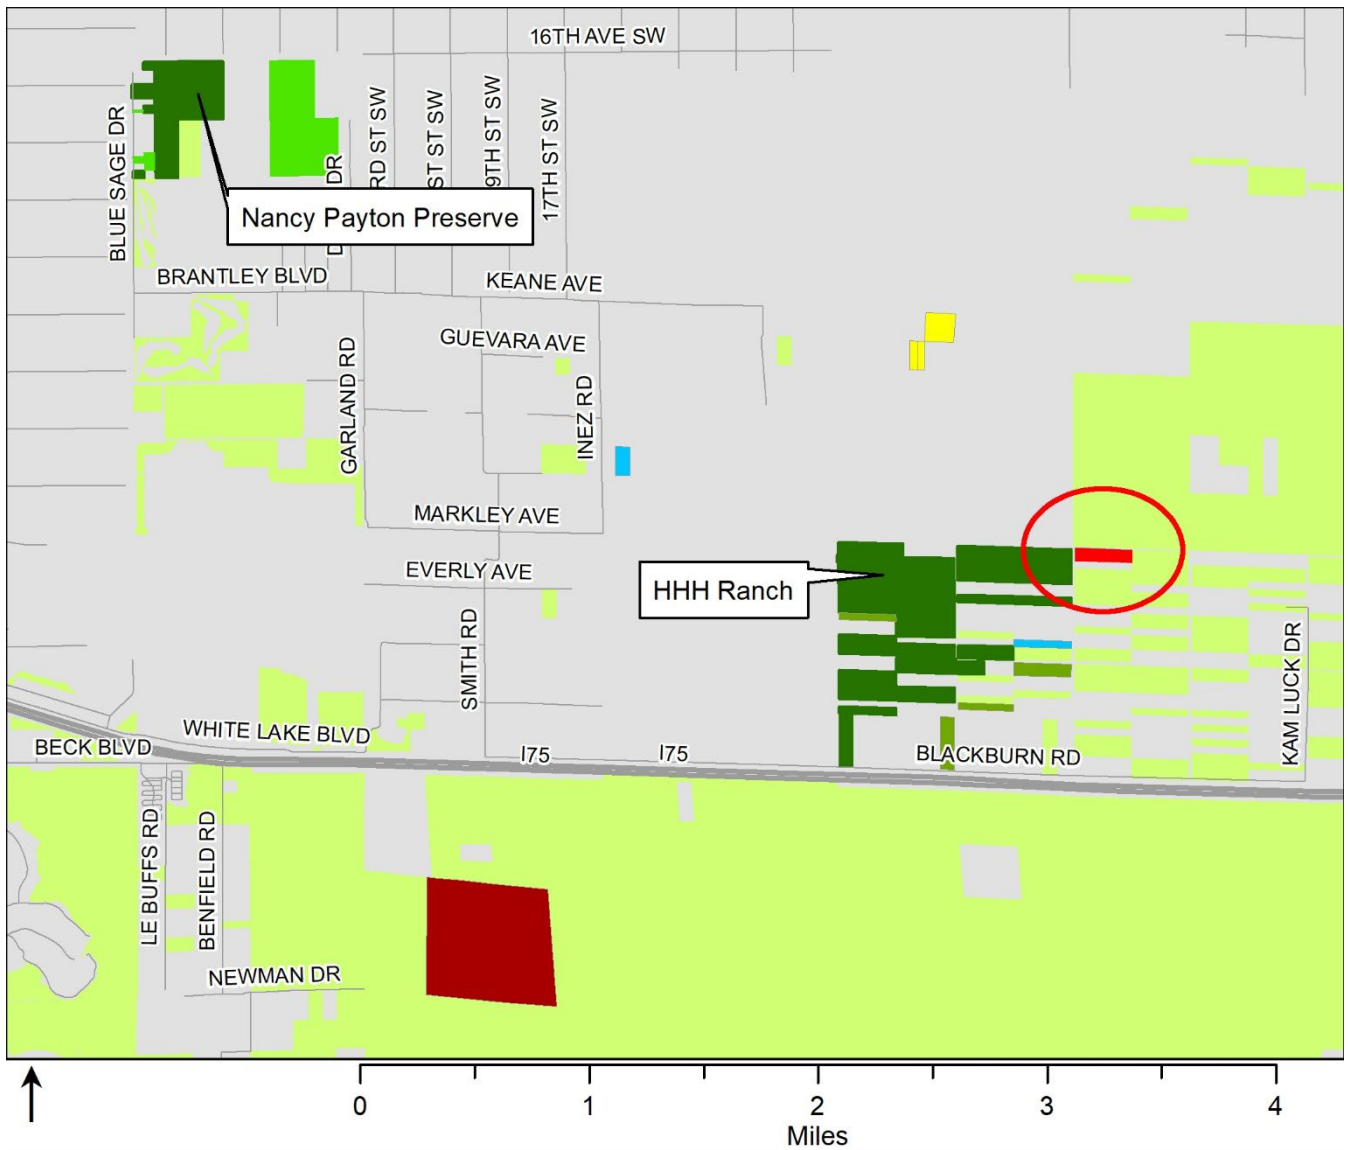 16TH AVE SW
BLUE SAGE DR
DR
RD ST SW
ST ST SW
9TH ST SW
17TH ST SW
Nancy Payton Preserve
BRANTLEY BLVD
KEANE AVE
GUEVARA AVE
GARLAND RD
INEZ RD
MARKLEY AVE
EVERLY AVE
HHH Ranch
SMITH RD
KAM LUCK DR
WHITE LAKE BLVD
BECK BLVD
I75
I75
BLACKBURN RD
LE BUFFS RD
BENFIELD RD
NEWMAN DR
0 1 2 3 4
Miles